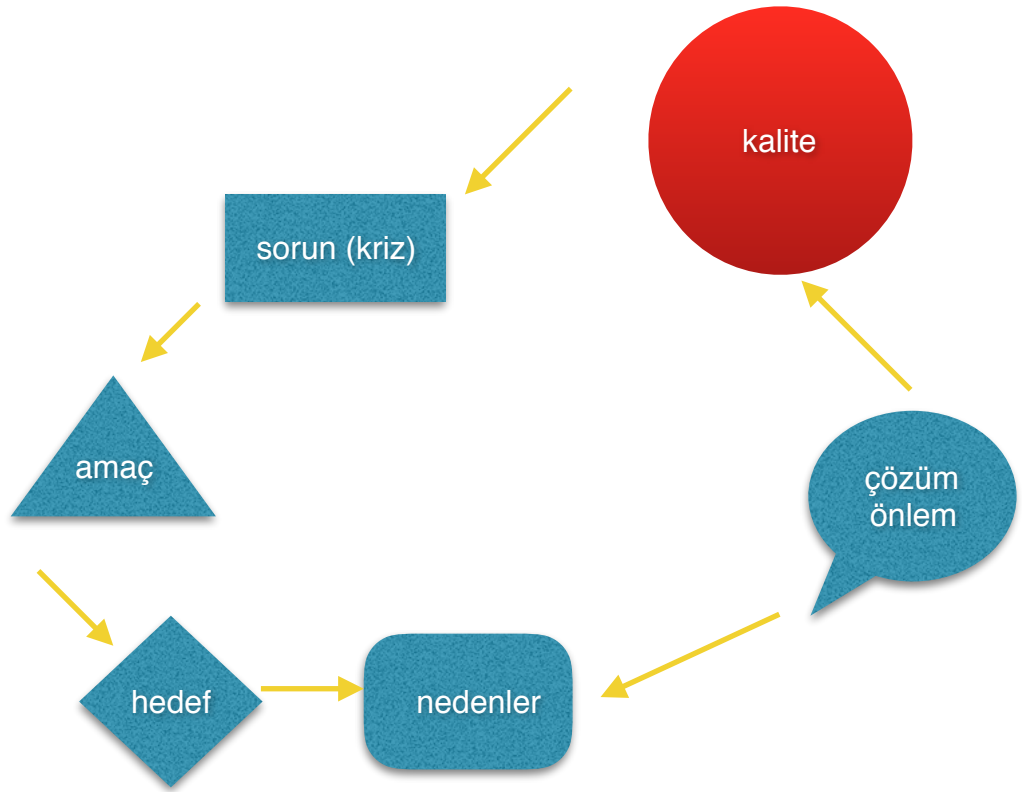 kalite
sorun (kriz)
amaç
çözüm
önlem
hedef
nedenler